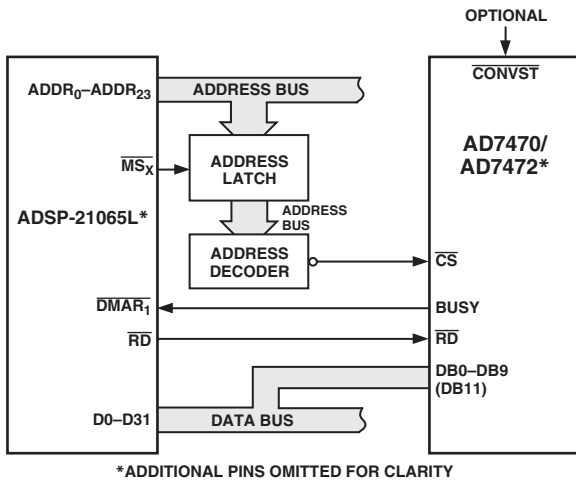 OPTIONAL
CONVST
ADDR0–ADDR23
ADDRESS BUS
AD7470/
AD7472*
MSX
ADDRESS
LATCH
ADSP-21065L*
ADDRESS
BUS
ADDRESS
DECODER
CS
DMAR1
BUSY
RD
RD
DB0–DB9
(DB11)
D0–D31
DATA BUS
*ADDITIONAL PINS OMITTED FOR CLARITY